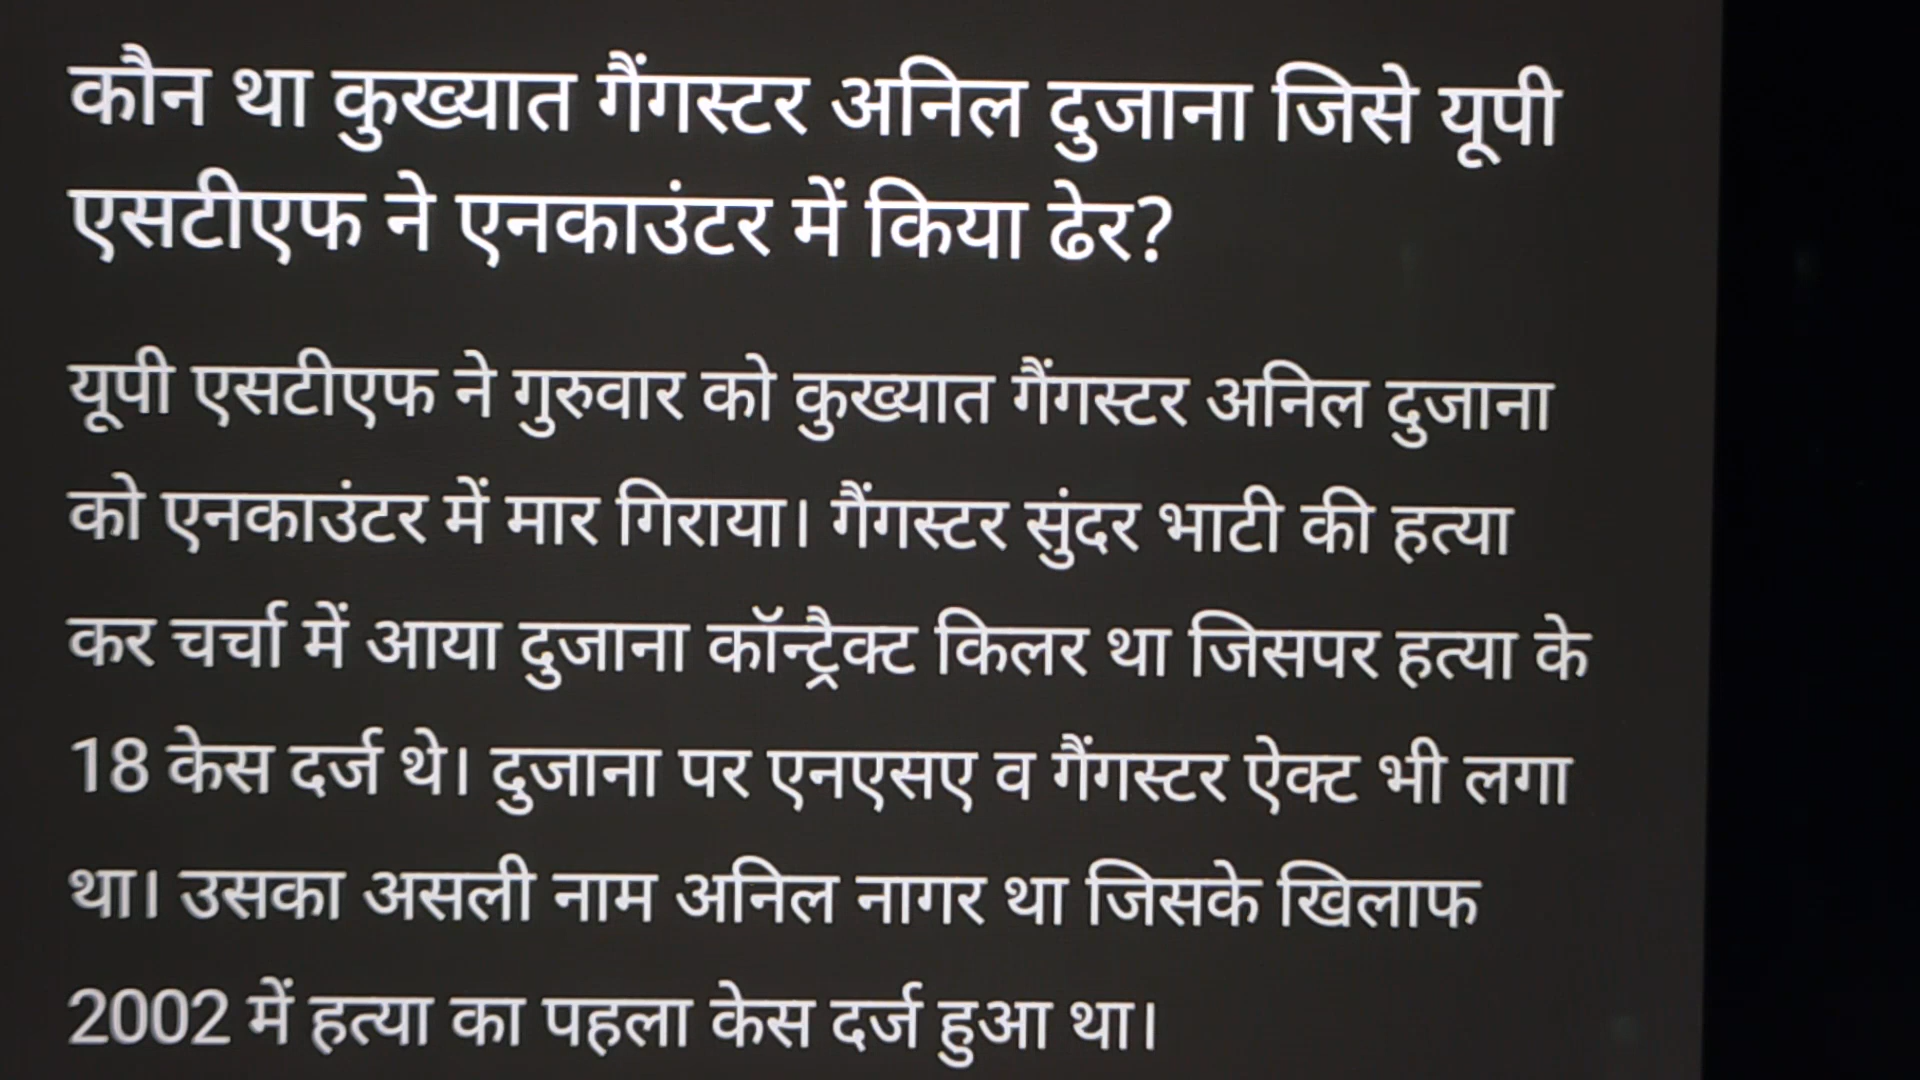 कौन था कुख्यात गैंगस्टर अनिल दुजाना जिसे यूपी
एसटीएफ ने एनकाउंटर में किया ढेर?
यूपी एसटीएफ ने गुरुवार को कुख्यात गैंगस्टर अनिल दुजाना
को एनकाउंटर में मार गिराया। गैंगस्टर सुंदर भाटी की हत्या
कर चर्चा में आया दुजाना कॉन्ट्रैक्ट किलर था जिसपर हत्या के
18 केस दर्ज थे। दुजाना पर एनएसए व गैंगस्टर ऐक्ट भी लगा
था। उसका असली नाम अनिल नागर था जिसके खिलाफ
2002 में हत्या का पहला केस दर्ज हुआ था।